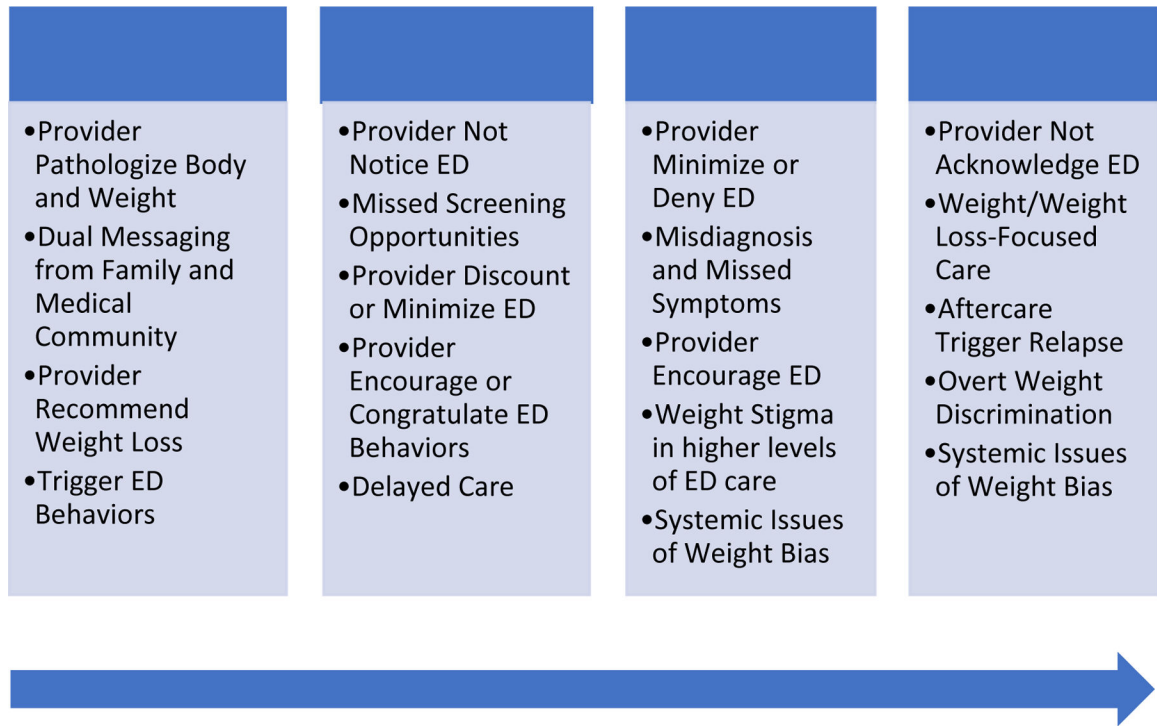 •Provider
Pathologize Body
and Weight
•Dual Messaging
from Family and
Medical
Community
•Provider
Recommend
Weight Loss
•Trigger ED
Behaviors
•Provider Not
Notice ED
•Missed Screening
Opportunities
•Provider Discount
or Minimize ED
•Provider
Encourage or
Congratulate ED
Behaviors
•Delayed Care
•Provider
Minimize or
Deny ED
•Misdiagnosis
and Missed
Symptoms
•Provider
Encourage ED
•Weight Stigma
in higher levels
of ED care
•Systemic Issues
of Weight Bias
•Provider Not
Acknowledge ED
•Weight/Weight
Loss-Focused
Care
•Aftercare
Trigger Relapse
•Overt Weight
Discrimination
•Systemic Issues
of Weight Bias